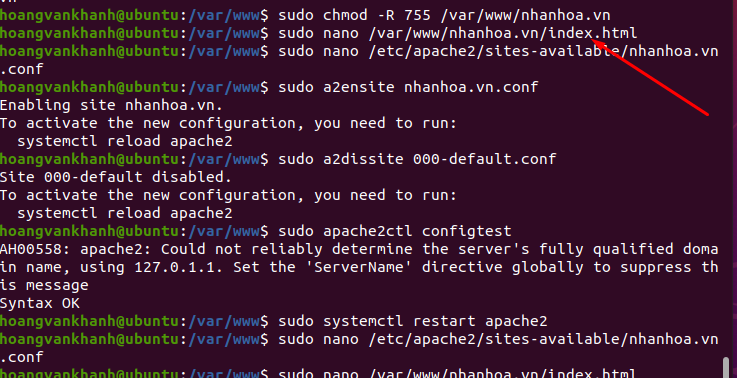 vn
hoangvankhanh@ubuntu:/var/www$ sudo chmod -R 755 /var/www/nhanhoa.vn
hoangvankhanh@ubuntu:/var/www$ sudo nano /var/www/nhanhoa.vn/index.html
hoangvankhanh@ubuntu:/var/www$ sudo nano /etc/apache2/sites-available/nhanhoa.vn
.conf
hoangvankhanh@ubuntu:/var/www$ sudo a2ensite nhanhoa.vn.conf
Enabling site nhanhoa.vn.
To activate the new configuration, you need to run:
  systemctl reload apache2
hoangvankhanh@ubuntu:/var/www$ sudo a2dissite 000-default.conf
Site 000-default disabled.
To activate the new configuration, you need to run:
  systemctl reload apache2
hoangvankhanh@ubuntu:/var/www$ sudo apache2ctl configtest
AH00558: apache2: Could not reliably determine the server's fully qualified doma
in name, using 127.0.1.1. Set the 'ServerName' directive globally to suppress th
is message
Syntax OK
hoangvankhanh@ubuntu:/var/www$ sudo systemctl restart apache2
hoangvankhanh@ubuntu:/var/www$ sudo nano /etc/apache2/sites-available/nhanhoa.vn
.conf
hoangvankhanh@ubuntu:/var/www$ sudo nano /var/www/nhanhoa.vn/index.html